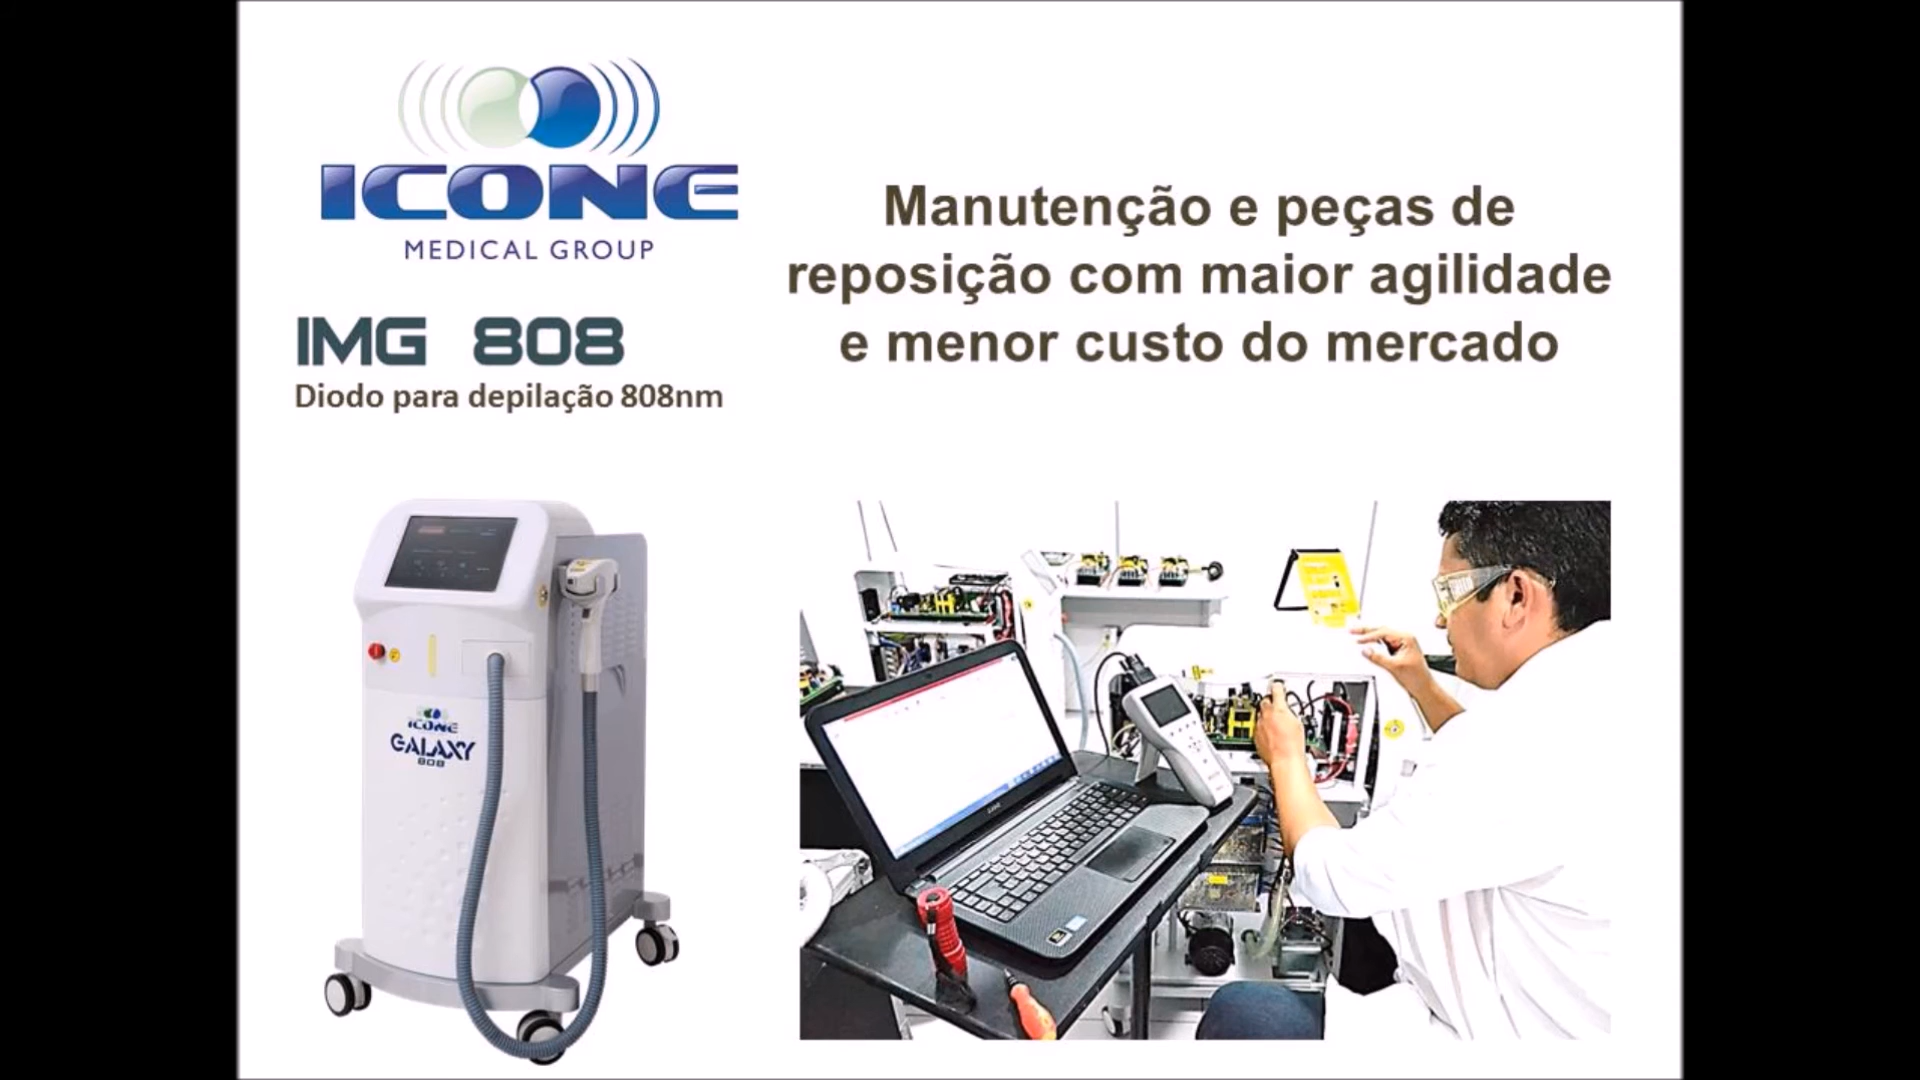 ICONE
MEDICAL GROUP
IMG 808
Diodo para depilação 808nm
Manutenção e peças de
reposição com maior agilidade
e menor custo do mercado
ICONE
GALAXY
808